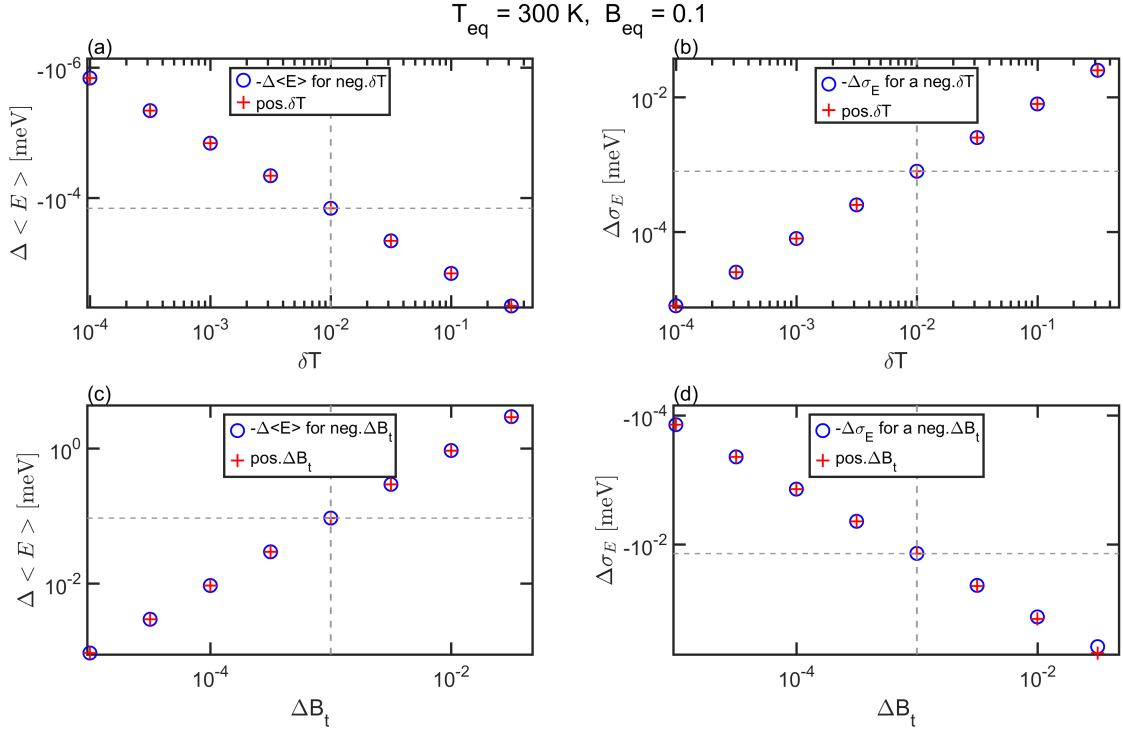 T_eq = 300 K, B_eq = 0.1
(a)
-10^-6
-10^-4
Δ < E > [meV]
-Δ<E> for neg.δT
pos.δT
10^-4 10^-3 10^-2 10^-1
δT
(b)
10^-2
10^-4
Δσ_E [meV]
-Δσ_E for a neg.δT
pos.δT
10^-4 10^-3 10^-2 10^-1
δT
(c)
10^0
10^-2
Δ < E > [meV]
-Δ<E> for neg.ΔB_t
pos.ΔB_t
10^-4 10^-2
ΔB_t
(d)
-10^-4
-10^-2
Δσ_E [meV]
-Δσ_E for a neg.ΔB_t
pos.ΔB_t
10^-4 10^-2
ΔB_t